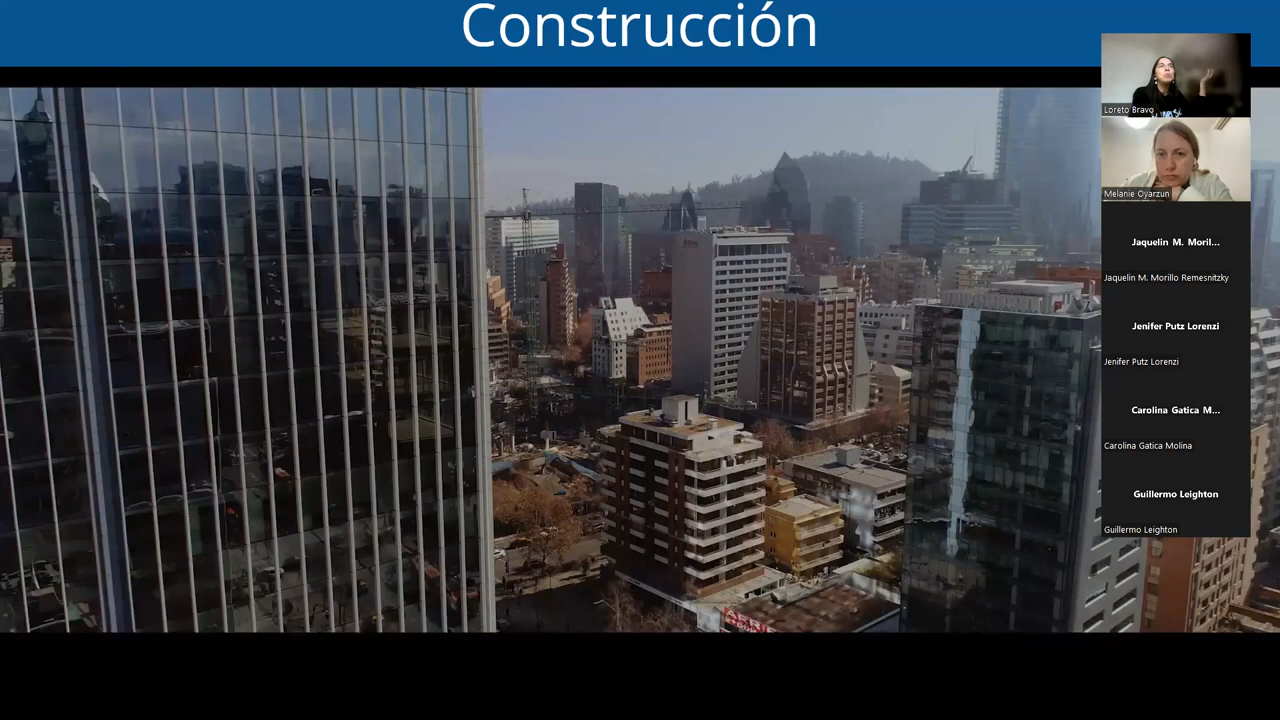 Construcción
Loreto Bravo
Melanie Oyarzun
Jaquelin M. Moril...
Jaquelin M. Morillo Remesnitzky
Jenifer Putz Lorenzi
Jenifer Putz Lorenzi
Carolina Gatica M...
Carolina Gatica Molina
Guillermo Leighton
Guillermo Leighton